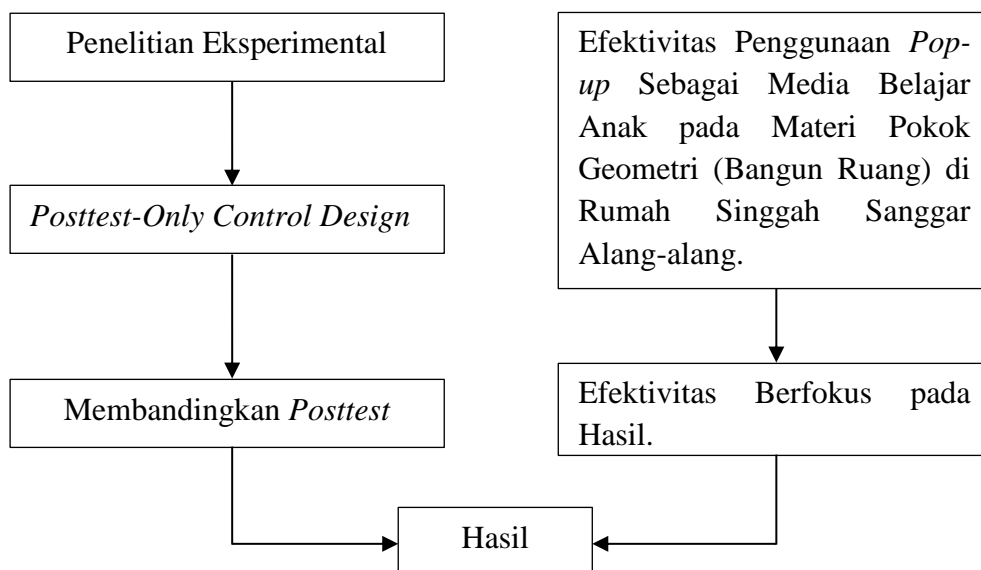 Penelitian Eksperimental
Posttest-Only Control Design
Membandingkan Posttest
Efektivitas Penggunaan Pop-
up Sebagai Media Belajar
Anak pada Materi Pokok
Geometri (Bangun Ruang) di
Rumah Singgah Sanggar
Alang-alang.
Efektivitas Berfokus pada
Hasil.
Hasil